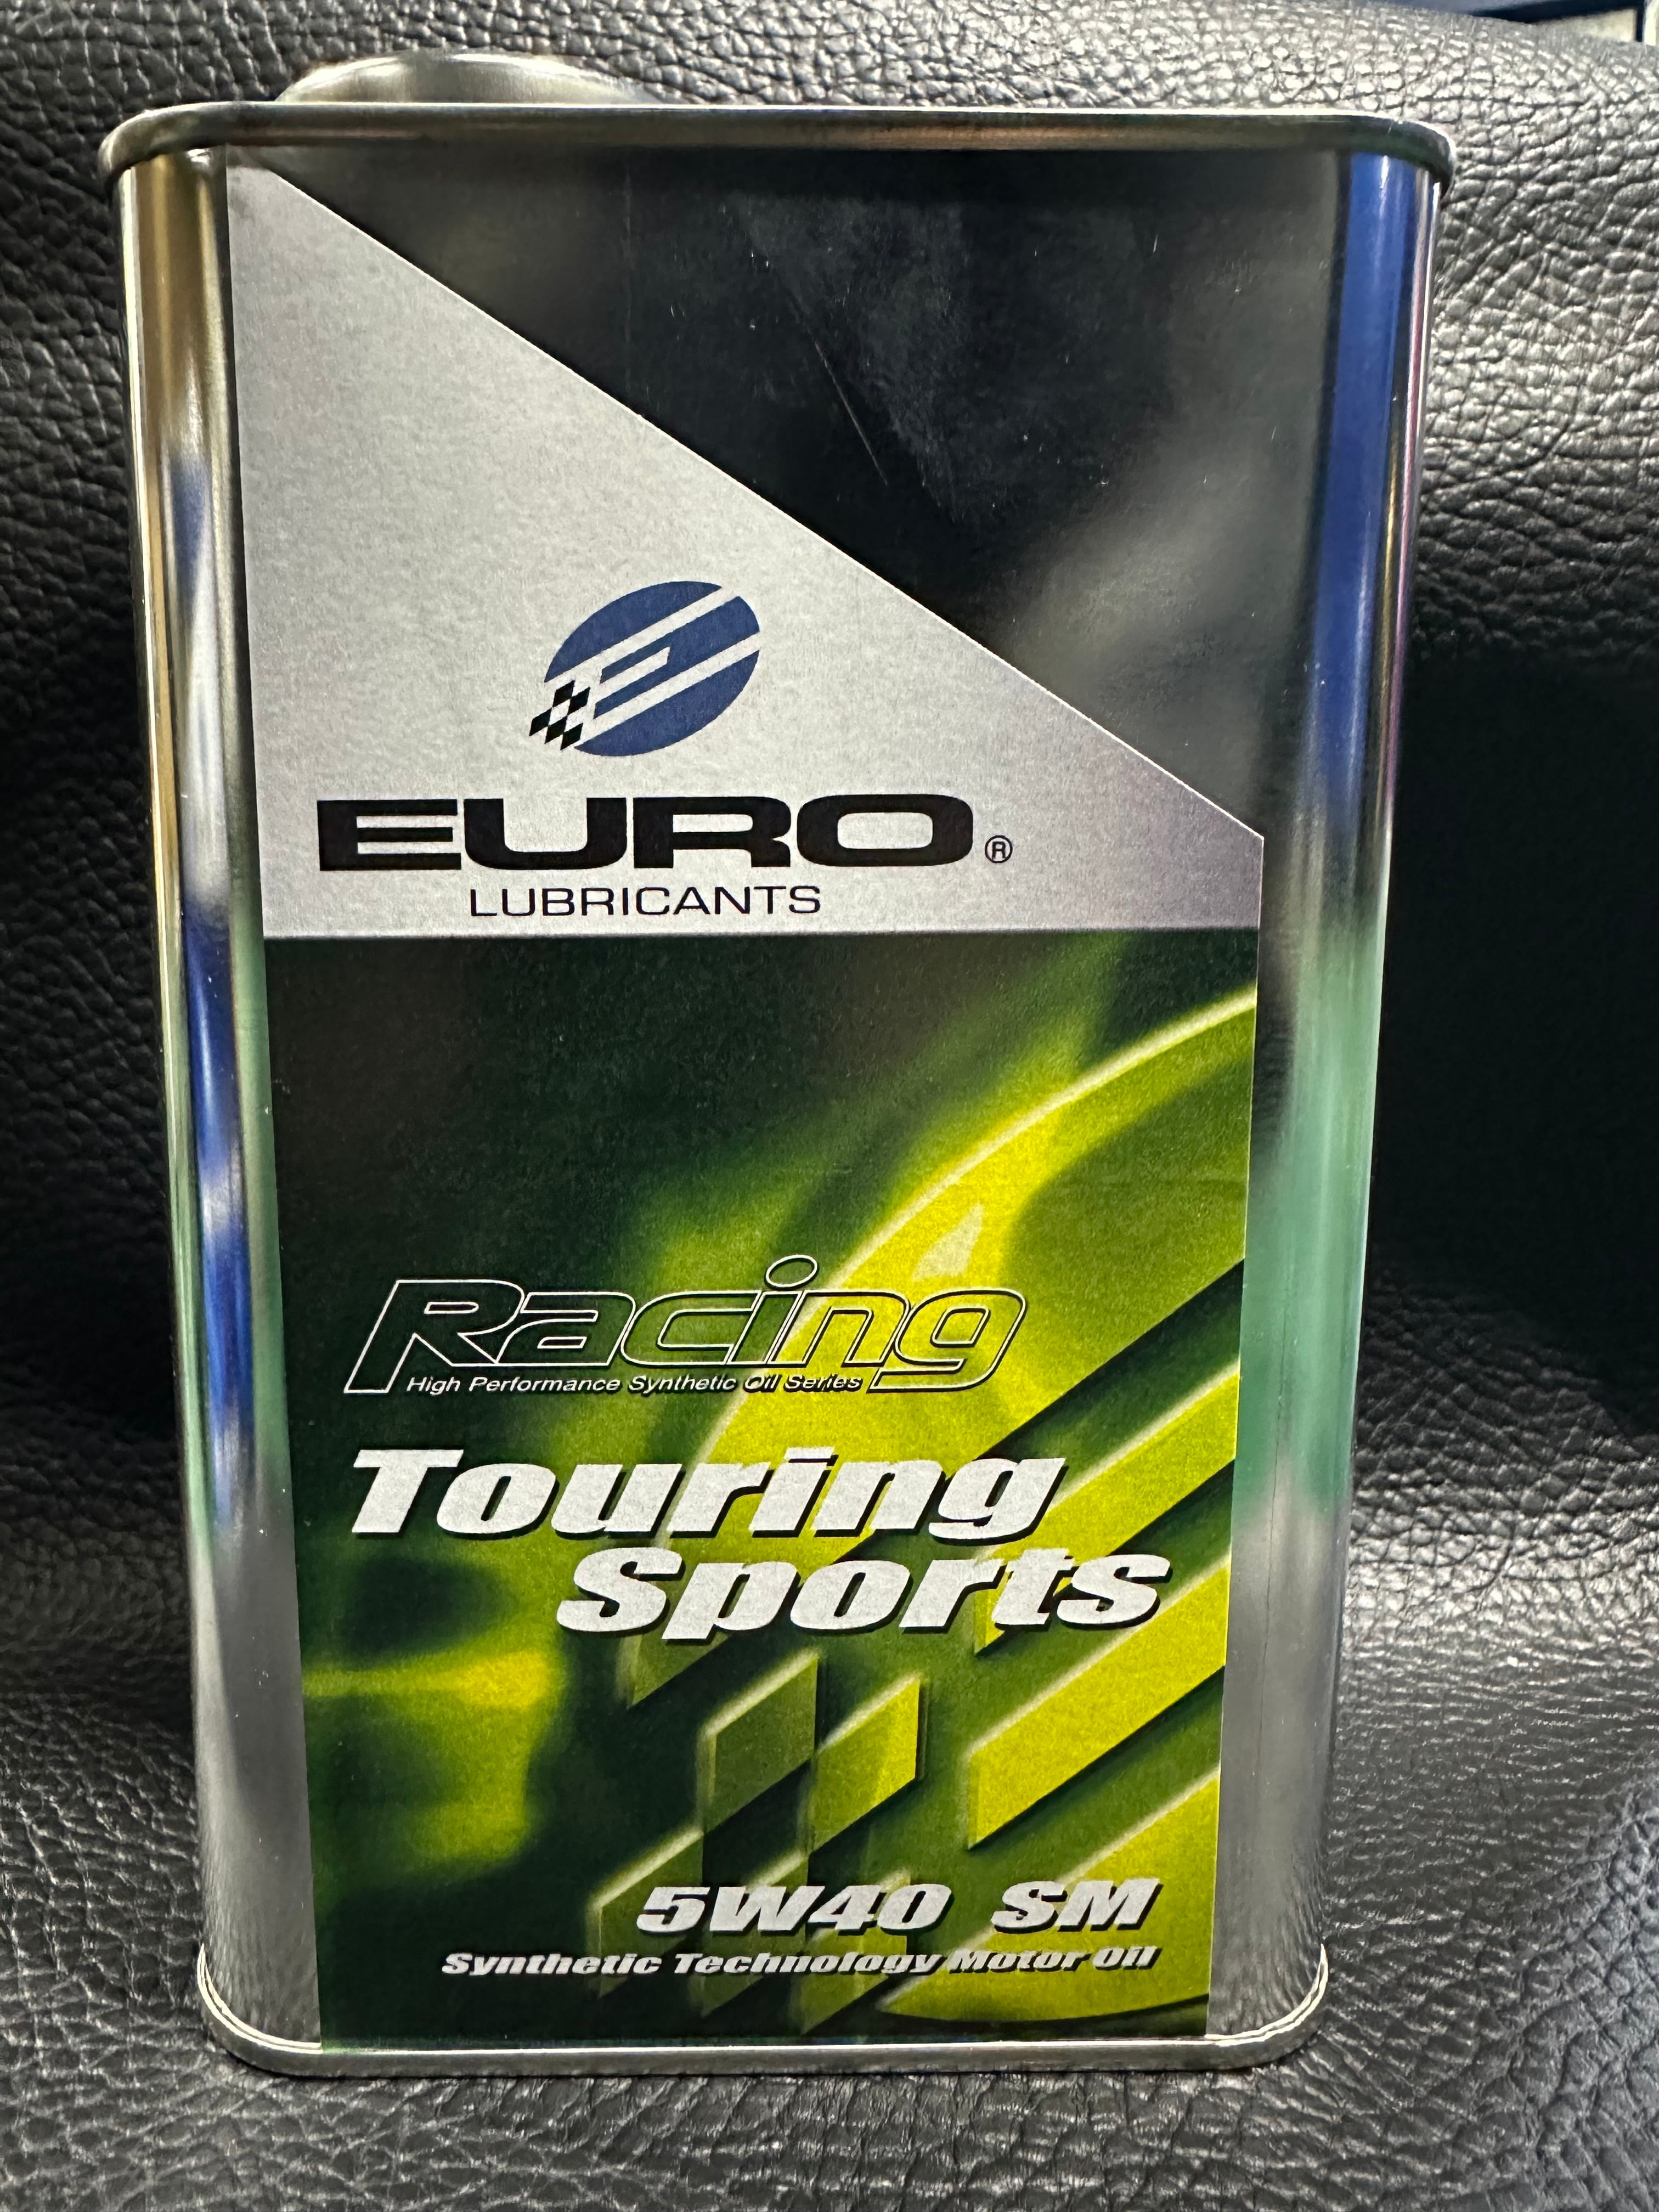 EURO®
LUBRICANTS
Racing
High Performance Synthetic Oil Series
Touring
Sports
5W40 SM
Synthetic Technology Motor Oil